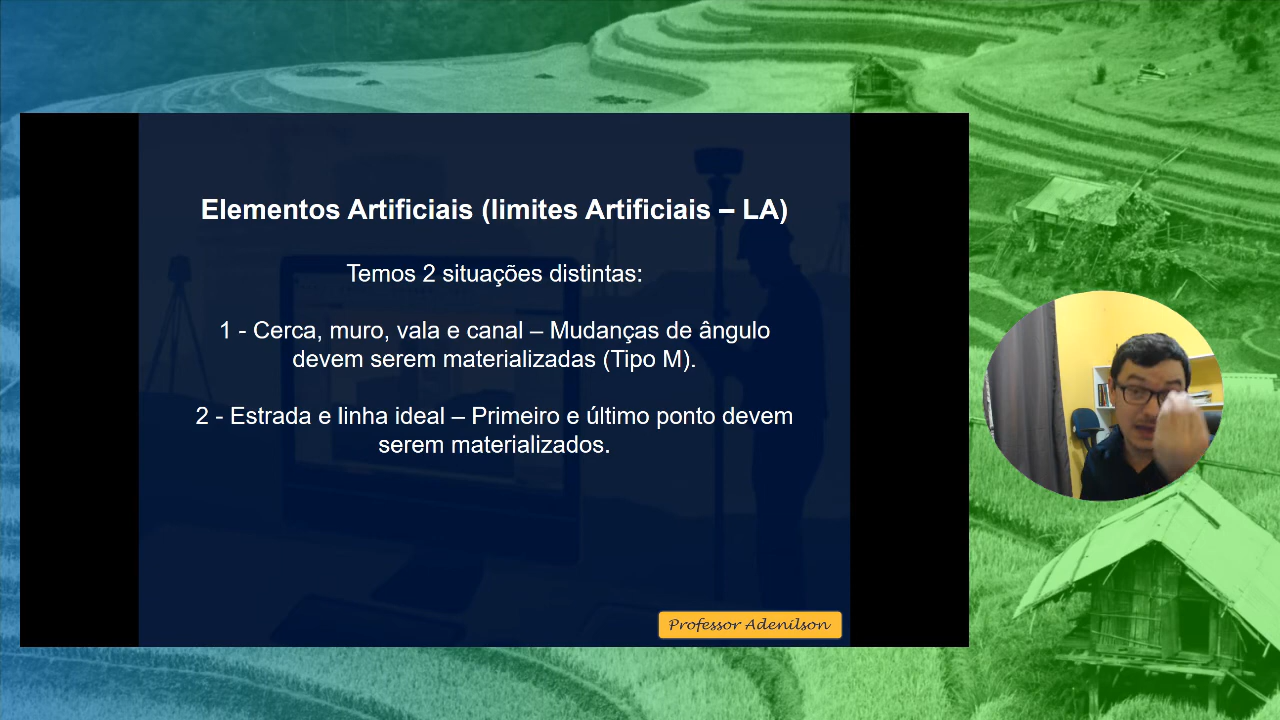 Elementos Artificiais (limites Artificiais – LA)
Temos 2 situações distintas:
1 - Cerca, muro, vala e canal – Mudanças de ângulo
devem serem materializadas (Tipo M).
2 - Estrada e linha ideal – Primeiro e último ponto devem
serem materializados.
Professor Adenilson